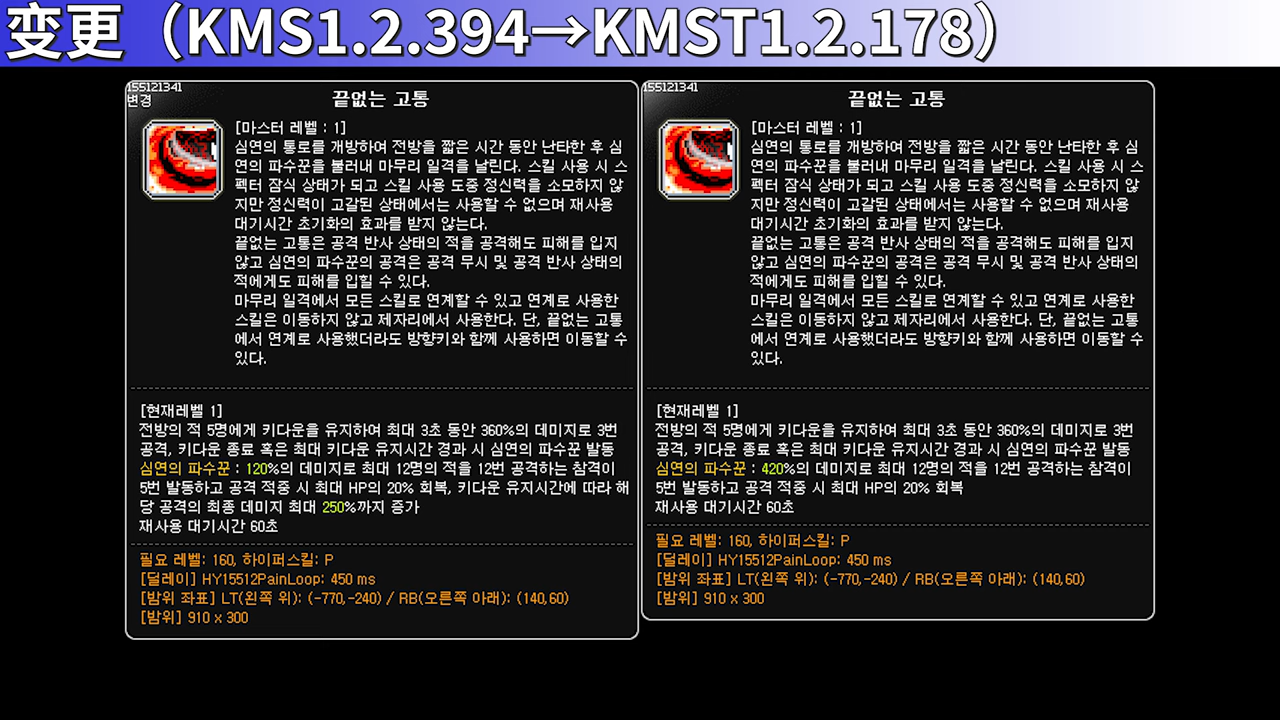 变更（KMS1.2.394→KMST1.2.178）
155121341
변경
끝없는 고통
[마스터 레벨 : 1]
심연의 통로를 개방하여 전방을 짧은 시간 동안 난타한 후 심
연의 파수꾼을 불러내 마무리 일격을 날린다. 스킬 사용 시 스
펙터 잠식 상태가 되고 스킬 사용 도중 정신력을 소모하지 않
지만 정신력이 고갈된 상태에서는 사용할 수 없으며 재사용
대기시간 초기화의 효과를 받지 않는다.
끝없는 고통은 공격 반사 상태의 적을 공격해도 피해를 입지
않고 심연의 파수꾼의 공격은 공격 무시 및 공격 반사 상태의
적에게도 피해를 입힐 수 있다.
마무리 일격에서 모든 스킬로 연계할 수 있고 연계로 사용한
스킬은 이동하지 않고 제자리에서 사용한다. 단, 끝없는 고통
에서 연계로 사용했더라도 방향키와 함께 사용하면 이동할 수
있다.
[현재레벨 1]
전방의 적 5명에게 키다운을 유지하여 최대 3초 동안 360%의 데미지로 3번
공격, 키다운 종료 혹은 최대 키다운 유지시간 경과 시 심연의 파수꾼 발동
심연의 파수꾼 : 120%의 데미지로 최대 12명의 적을 12번 공격하는 참격이
5번 발동하고 공격 적중 시 최대 HP의 20% 회복, 키다운 유지시간에 따라 해
당 공격의 최종 데미지 최대 250%까지 증가
재사용 대기시간 60초
필요 레벨: 160, 하이퍼스킬: P
[딜레이] HY15512PainLoop: 450 ms
[범위 좌표] LT(왼쪽 위): (-770,-240) / RB(오른쪽 아래): (140,60)
[범위] 910 x 300
155121341
끝없는 고통
[마스터 레벨 : 1]
심연의 통로를 개방하여 전방을 짧은 시간 동안 난타한 후 심
연의 파수꾼을 불러내 마무리 일격을 날린다. 스킬 사용 시 스
펙터 잠식 상태가 되고 스킬 사용 도중 정신력을 소모하지 않
지만 정신력이 고갈된 상태에서는 사용할 수 없으며 재사용
대기시간 초기화의 효과를 받지 않는다.
끝없는 고통은 공격 반사 상태의 적을 공격해도 피해를 입지
않고 심연의 파수꾼의 공격은 공격 무시 및 공격 반사 상태의
적에게도 피해를 입힐 수 있다.
마무리 일격에서 모든 스킬로 연계할 수 있고 연계로 사용한
스킬은 이동하지 않고 제자리에서 사용한다. 단, 끝없는 고통
에서 연계로 사용했더라도 방향키와 함께 사용하면 이동할 수
있다.
[현재레벨 1]
전방의 적 5명에게 키다운을 유지하여 최대 3초 동안 360%의 데미지로 3번
공격, 키다운 종료 혹은 최대 키다운 유지시간 경과 시 심연의 파수꾼 발동
심연의 파수꾼 : 420%의 데미지로 최대 12명의 적을 12번 공격하는 참격이
5번 발동하고 공격 적중 시 최대 HP의 20% 회복
재사용 대기시간 60초
필요 레벨: 160, 하이퍼스킬: P
[딜레이] HY15512PainLoop: 450 ms
[범위 좌표] LT(왼쪽 위): (-770,-240) / RB(오른쪽 아래): (140,60)
[범위] 910 x 300